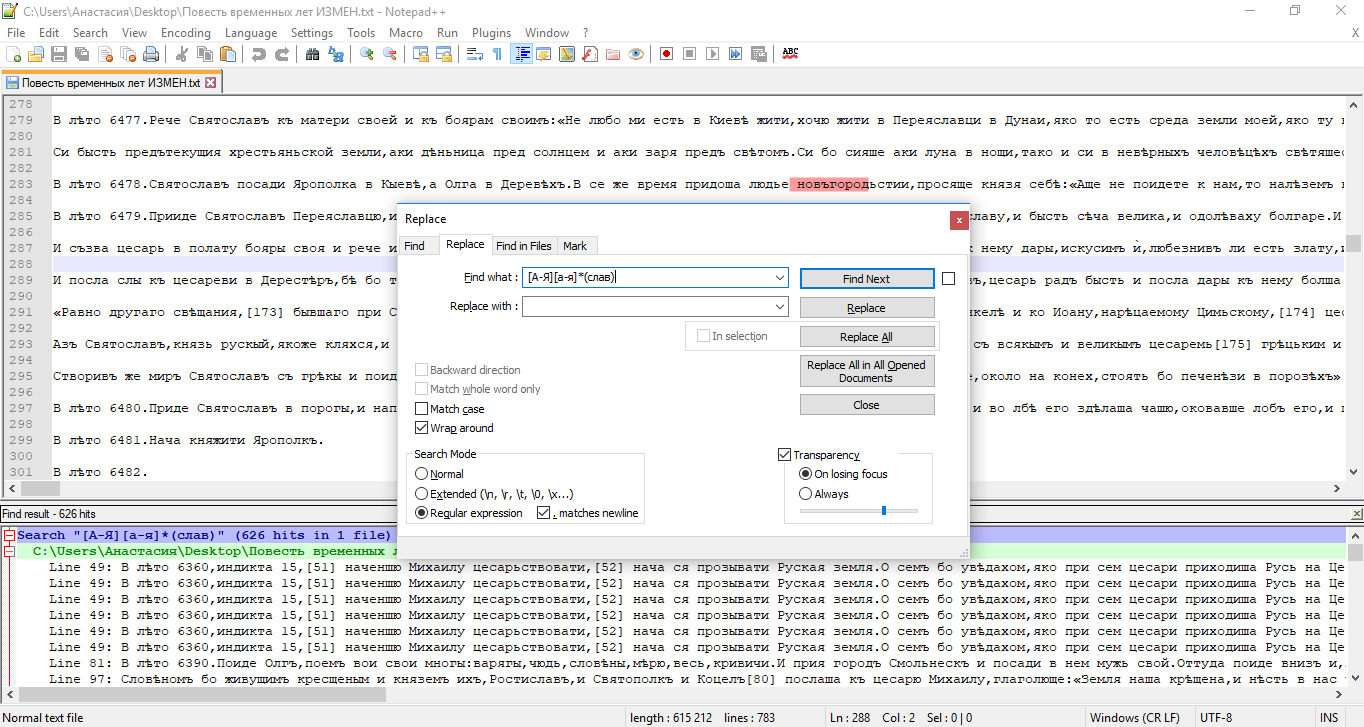 C:\Users\Анастасия\Desktop\Повесть временных лет ИЗМЕН.txt - Notepad++
File Edit Search View Encoding Language Settings Tools Macro Run Plugins Window ? X
Повесть временных лет ИЗМЕН.txt
278
279 В лѣто 6477.Рече Святославъ къ матери своей и къ боярам своимъ:«Не любо ми есть в Киевѣ жити,хочю жити в Переяславци в Дунаи,яко то есть среда земли моей,яко ту
280
281 Си бысть предътекущия хрестьяньской земли,аки дѣньница пред солнцем и аки заря предъ свѣтомъ.Си бо сияше аки луна в нощи,тако и си в невѣрныхъ человѣцѣхъ свѣтяше
282
283 В лѣто 6478.Святославъ посади Ярополка в Кыевѣ,а Олга в Деревѣхъ.В се же время придоша людье новъгородьстии,просяще князя себѣ:«Аще не поидете к нам,то налѣземъ
284
285 В лѣто 6479.Прииде Святославъ Переяславцю,и славу,и бысть сѣча велика,и одолѣваху болгаре.И
286
287 И съзва цесарь в полату бояры своя и рече и к нему дары,искусимъ й,любезнивъ ли есть злату,
288
289 И посла слы къ цареви в Дерестѣръ,бѣ бо т въ,цесарь радъ бысть и посла дары к нему болша
290
291 «Равно другаго свѣщания,[173] бывшаго при С нкелѣ и ко Иоану,нарѣцаемому Цимьскому,[174] цес
292
293 Азъ Святославъ,князь руский,якоже кляхся,и съ всякымъ и великымъ цесаремь[175] грѣцьким и
294
295 Створивъ же миръ Святославъ съ грѣкы и поид е,около на конех,стоять бо печенѣзи в порозѣхъ»
296
297 В лѣто 6480.Приде Святославъ в порогы,и нап и во лбѣ его здѣлаша чашю,оковавше лобъ его,и
298
299 В лѣто 6481.Нача княжити Ярополкъ.
300
301 В лѣто 6482.
Replace
x
Find Replace Find in Files Mark
Find what : [А-Я][а-я]*(слав) Find Next
Replace with : Replace
In selection Replace All
Replace All in All Opened Documents
Close
Backward direction
Match whole word only
Match case
Wrap around
Search Mode
Normal
Extended (\n, \r, \t, \0, \x...)
Regular expression . matches newline
Transparency
On losing focus
Always
Find result - 626 hits
Search "[А-Я][а-я]*(слав)" (626 hits in 1 file)
C:\Users\Анастасия\Desktop\Повесть временных л
Line 49: В лѣто 6360,индикта 15,[51] наченшю Михаилу цесарьствовати,[52] нача ся прозывати Руская земля.О семъ бо увѣдахом,яко при сем цесари приходиша Русь на Це
Line 49: В лѣто 6360,индикта 15,[51] наченшю Михаилу цесарьствовати,[52] нача ся прозывати Руская земля.О семъ бо увѣдахом,яко при сем цесари приходиша Русь на Це
Line 49: В лѣто 6360,индикта 15,[51] наченшю Михаилу цесарьствовати,[52] нача ся прозывати Руская земля.О семъ бо увѣдахом,яко при сем цесари приходиша Русь на Це
Line 49: В лѣто 6360,индикта 15,[51] наченшю Михаилу цесарьствовати,[52] нача ся прозывати Руская земля.О семъ бо увѣдахом,яко при сем цесари приходиша Русь на Це
Line 49: В лѣто 6360,индикта 15,[51] наченшю Михаилу цесарьствовати,[52] нача ся прозывати Руская земля.О семъ бо увѣдахом,яко при сем цесари приходиша Русь на Це
Line 49: В лѣто 6360,индикта 15,[51] наченшю Михаилу цесарьствовати,[52] нача ся прозывати Руская земля.О семъ бо увѣдахом,яко при сем цесари приходиша Русь на Це
Line 81: В лѣто 6390.Поиде Олгъ,поемъ вои свои многы:варягы,чюдь,словѣны,мѣрю,весь,кривичи.И прия городъ Смольнескъ и посади в нем мужь свой.Оттуда поиде внизъ и,
Line 97: Словѣномъ бо живущимъ крещеным и княземъ ихъ,Ростиславъ,и Святополкъ и Коцелъ[80] послаша къ цесарю Михаилу,глаголюще:«Земля наша крѣщена,и нѣсть в нас
Normal text file length : 615 212 lines : 783 Ln : 288 Col : 2 Sel : 0 | 0 Windows (CR LF) UTF-8 INS